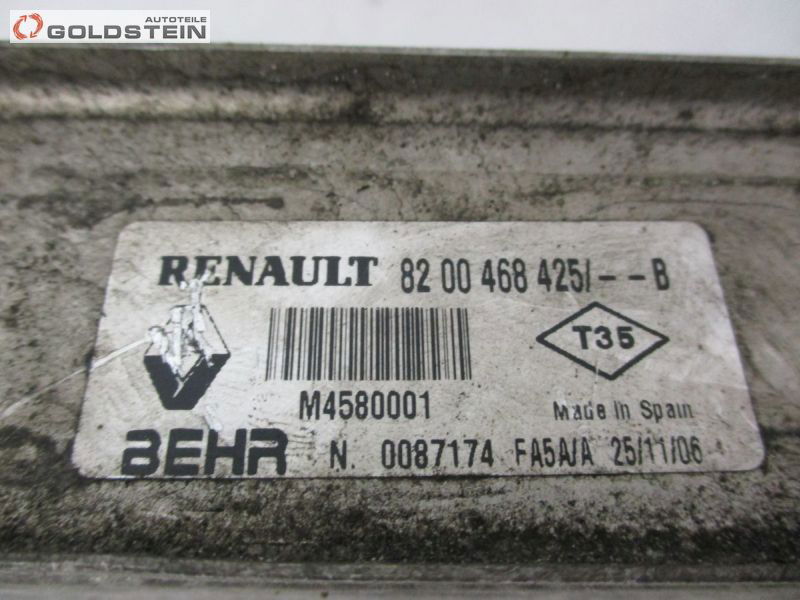 AUTOTEILE
GOLDSTEIN
RENAULT 82 00 468 425/--B
T35
M4580001
Made in Spain
BEHR N. 0087174 FA5A/A 25/11/06